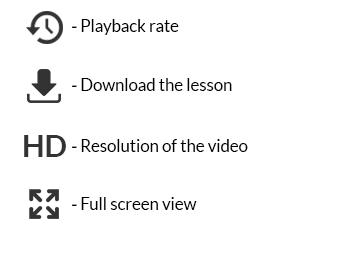 - Playback rate
- Download the lesson
HD - Resolution of the video
- Full screen view